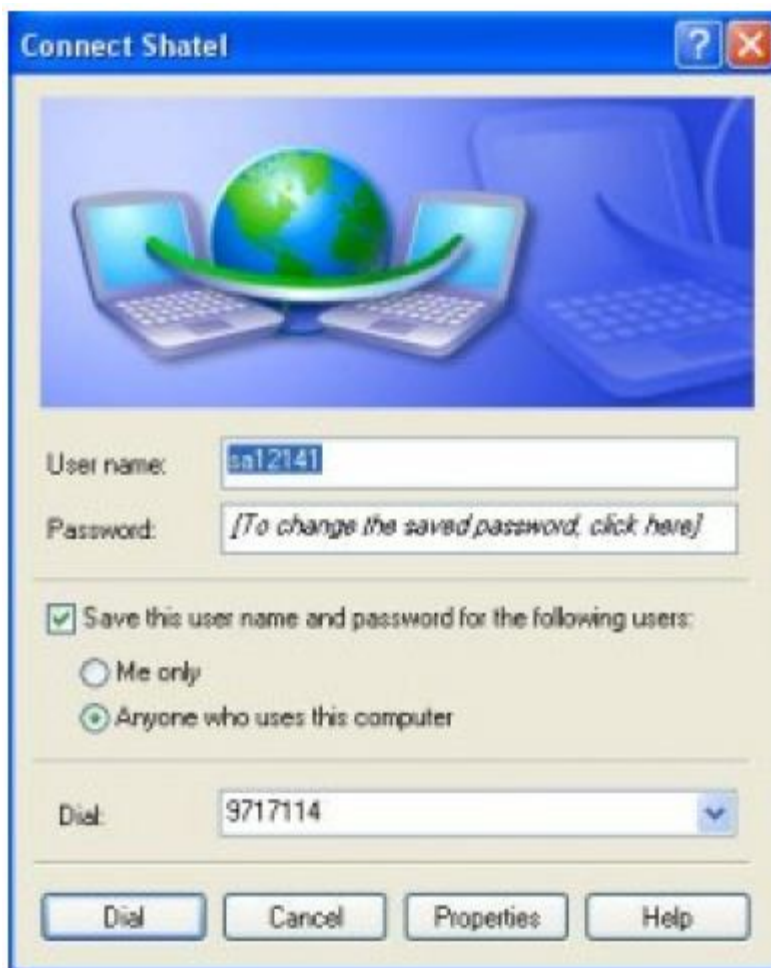 Connect Shatel
User name: sa12141
Password: [To change the saved password, click here]
Save this user name and password for the following users:
Me only
Anyone who uses this computer
Dial: 9717114
Dial Cancel Properties Help